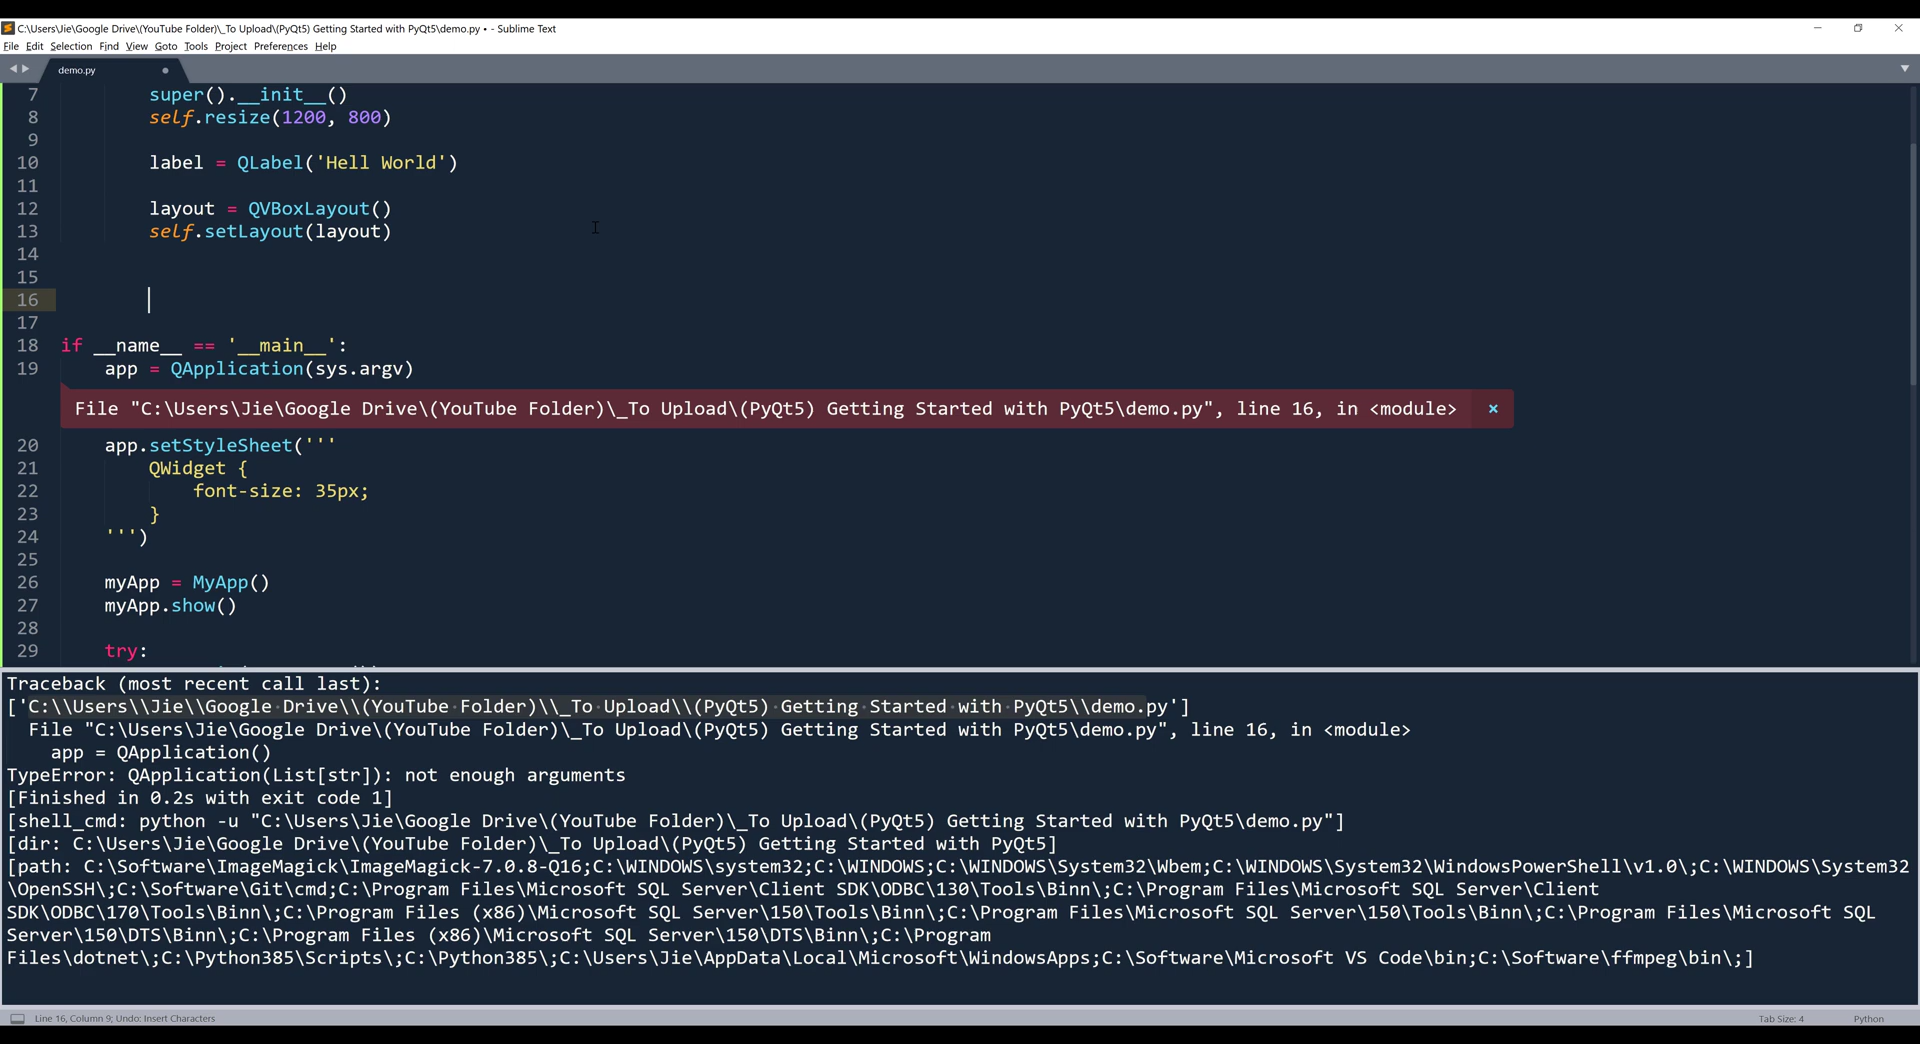 C:\Users\Jie\Google Drive\(YouTube Folder)\_To Upload\(PyQt5) Getting Started with PyQt5\demo.py • - Sublime Text
File Edit Selection Find View Goto Tools Project Preferences Help
demo.py
7 super().__init__()
8 self.resize(1200, 800)
9
10 label = QLabel('Hell World')
11
12 layout = QVBoxLayout()
13 self.setLayout(layout)
14
15
16
17
18 if __name__ == '__main__':
19 app = QApplication(sys.argv)
File "C:\Users\Jie\Google Drive\(YouTube Folder)\_To Upload\(PyQt5) Getting Started with PyQt5\demo.py", line 16, in <module> ×
20 app.setStyleSheet('''
21 QWidget {
22 font-size: 35px;
23 }
24 ''')
25
26 myApp = MyApp()
27 myApp.show()
28
29 try:
Traceback (most recent call last):
['C:\\Users\\Jie\\Google Drive\\(YouTube Folder)\\_To Upload\\(PyQt5) Getting Started with PyQt5\\demo.py']
File "C:\Users\Jie\Google Drive\(YouTube Folder)\_To Upload\(PyQt5) Getting Started with PyQt5\demo.py", line 16, in <module>
app = QApplication()
TypeError: QApplication(List[str]): not enough arguments
[Finished in 0.2s with exit code 1]
[shell_cmd: python -u "C:\Users\Jie\Google Drive\(YouTube Folder)\_To Upload\(PyQt5) Getting Started with PyQt5\demo.py"]
[dir: C:\Users\Jie\Google Drive\(YouTube Folder)\_To Upload\(PyQt5) Getting Started with PyQt5]
[path: C:\Software\ImageMagick\ImageMagick-7.0.8-Q16;C:\WINDOWS\system32;C:\WINDOWS;C:\WINDOWS\System32\Wbem;C:\WINDOWS\System32\WindowsPowerShell\v1.0\;C:\WINDOWS\System32
\OpenSSH\;C:\Software\Git\cmd;C:\Program Files\Microsoft SQL Server\Client SDK\ODBC\130\Tools\Binn\;C:\Program Files\Microsoft SQL Server\Client
SDK\ODBC\170\Tools\Binn\;C:\Program Files (x86)\Microsoft SQL Server\150\Tools\Binn\;C:\Program Files\Microsoft SQL Server\150\Tools\Binn\;C:\Program Files\Microsoft SQL
Server\150\DTS\Binn\;C:\Program Files (x86)\Microsoft SQL Server\150\DTS\Binn\;C:\Program
Files\dotnet\;C:\Python385\Scripts\;C:\Python385\;C:\Users\Jie\AppData\Local\Microsoft\WindowsApps;C:\Software\Microsoft VS Code\bin;C:\Software\ffmpeg\bin\;]
Line 16, Column 9; Undo: Insert Characters
Tab Size: 4 Python